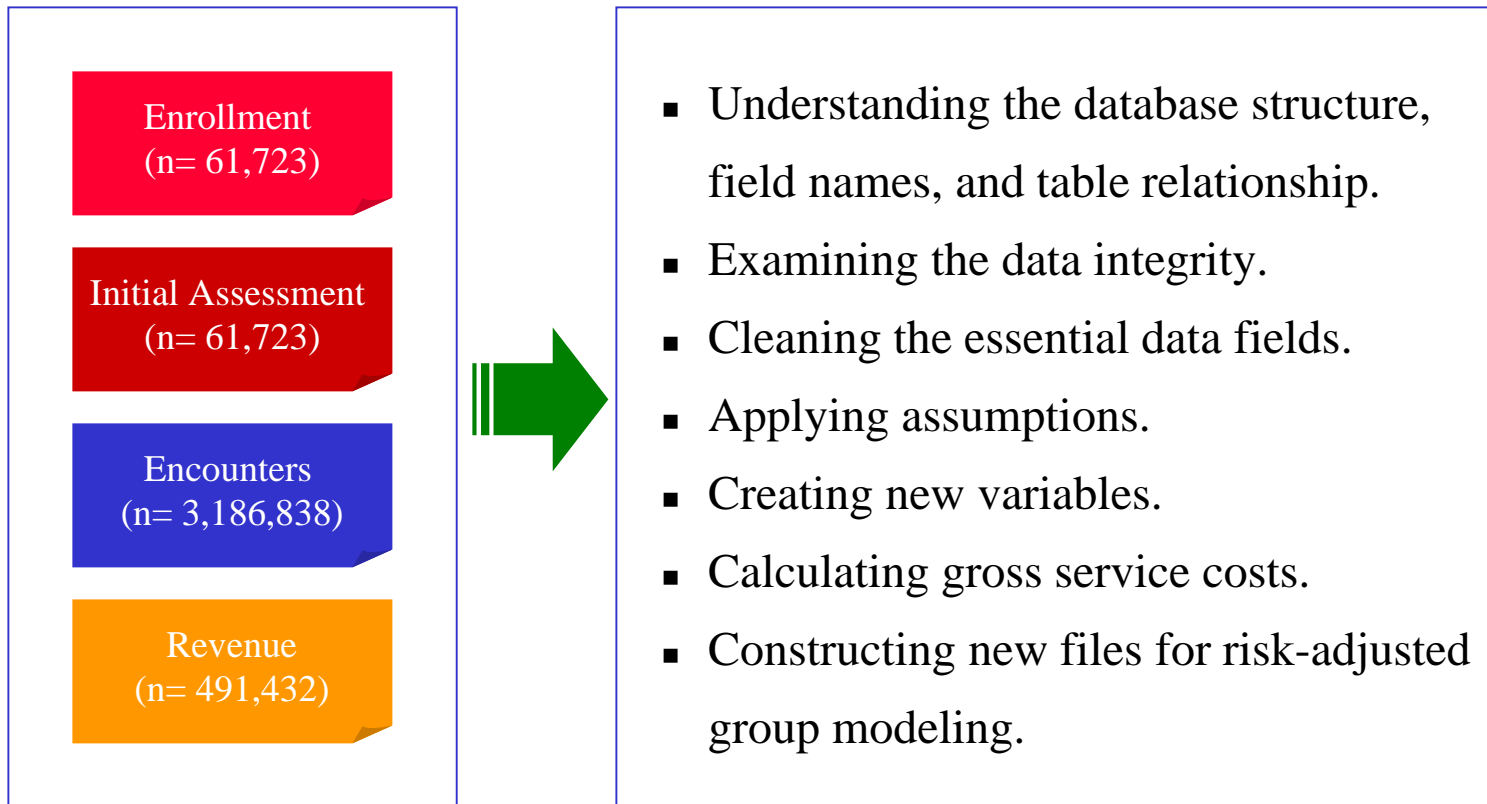 Enrollment
(n= 61,723)
Initial Assessment
(n= 61,723)
Encounters
(n= 3,186,838)
Revenue
(n= 491,432)
▪ Understanding the database structure,
field names, and table relationship.
▪ Examining the data integrity.
▪ Cleaning the essential data fields.
▪ Applying assumptions.
▪ Creating new variables.
▪ Calculating gross service costs.
▪ Constructing new files for risk-adjusted
group modeling.